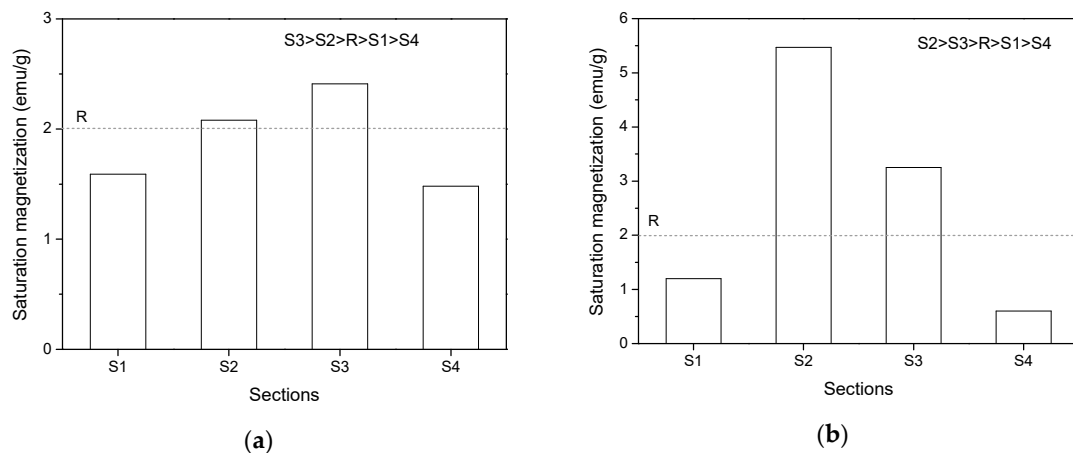 S3>S2>R>S1>S4
Saturation magnetization (emu/g)
3
2
1
0
R
S1 S2 S3 S4
Sections
(a)
S2>S3>R>S1>S4
Saturation magnetization (emu/g)
6
5
4
3
2
1
0
R
S1 S2 S3 S4
Sections
(b)